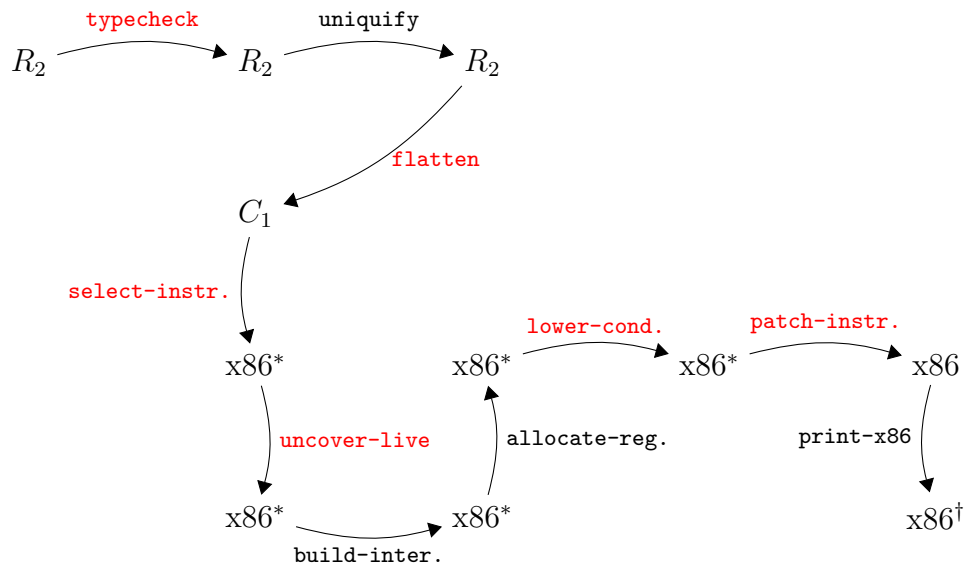 typecheck
uniquify
R₂
R₂
R₂
flatten
C₁
select-instr.
lower-cond.
patch-instr.
x86*
x86*
x86*
x86
uncover-live
allocate-reg.
print-x86
x86*
x86*
x86†
build-inter.